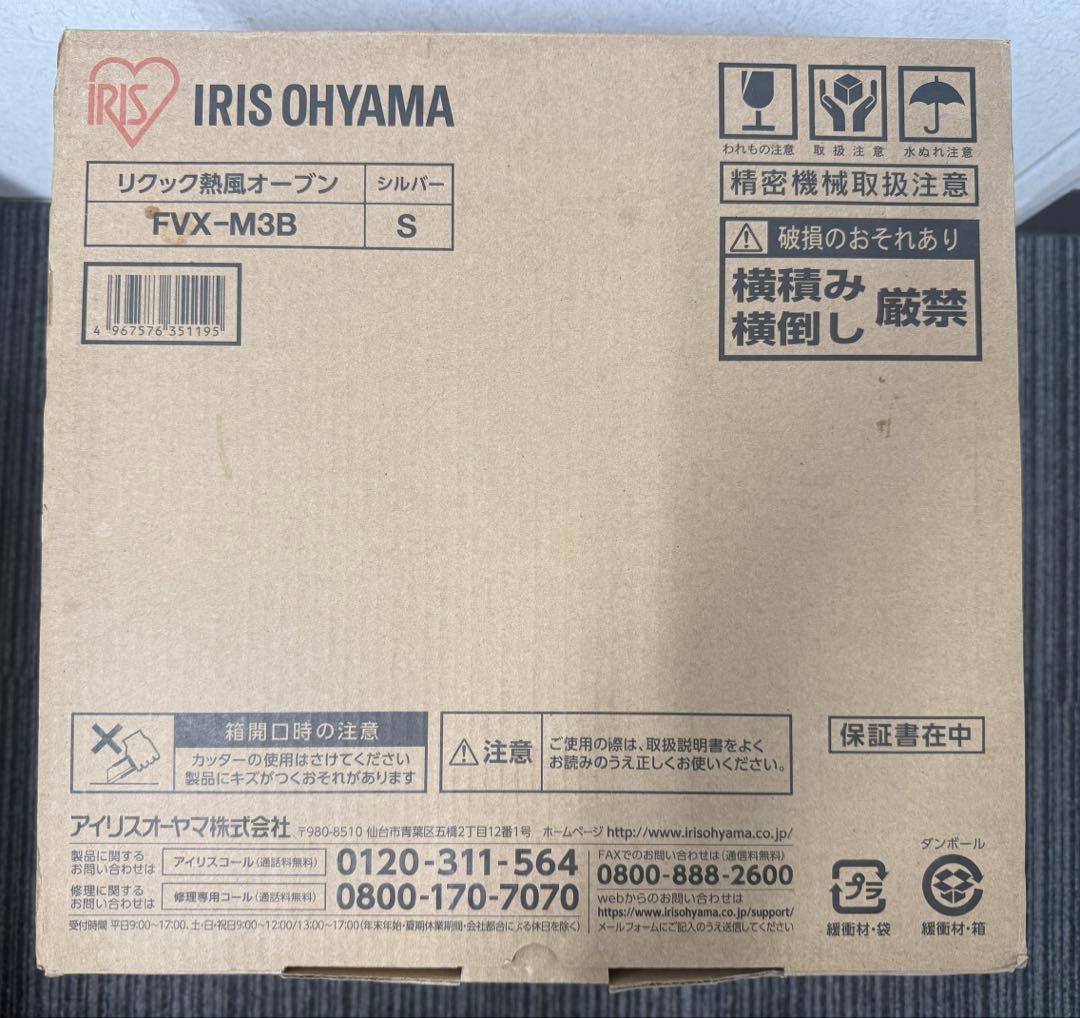 IRIS
IRIS OHYAMA
リクック熱風オーブン
シルバー
FVX-M3B
S
4 967576 351195
われもの注意
取扱注意
水ぬれ注意
精密機械取扱注意
破損のおそれあり
横積み
横倒し
厳禁
箱開口時の注意
カッターの使用はさけてください
製品にキズがつくおそれがあります
注意
ご使用の際は、取扱説明書をよく
お読みのうえ正しくお使いください。
保証書在中
アイリスオーヤマ株式会社 〒980-8510 仙台市青葉区五橋2丁目12番1号 ホームページ http://www.irisohyama.co.jp/
製品に関する
お問い合わせは
アイリスコール(通話料無料)
0120-311-564
修理に関する
お問い合わせは
修理専用コール(通話料無料)
0800-170-7070
受付時間 平日9:00~17:00、土・日・祝日9:00~12:00/13:00~17:00(年末年始・夏期休業期間・会社都合による休日を除く)
FAXでのお問い合わせは(通信料無料)
0800-888-2600
webからのお問い合わせは
https://www.irisohyama.co.jp/support/
メールフォームにご記入のうえ送信してください
プラ
緩衝材・袋
ダンボール
緩衝材・箱